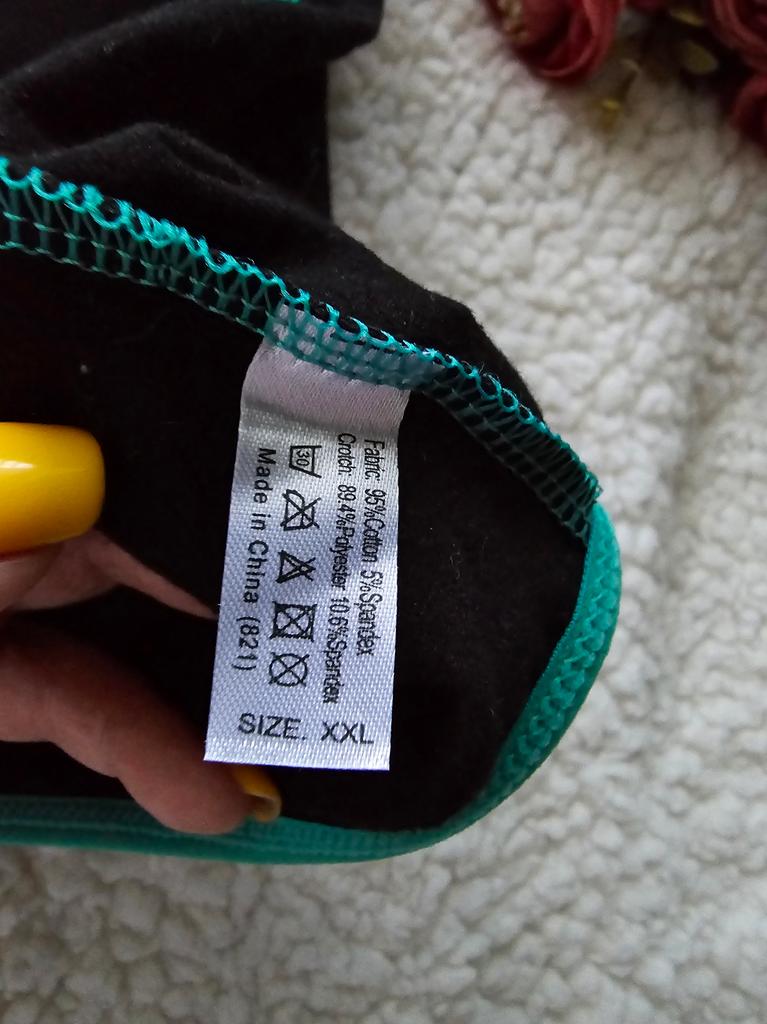 Fabric: 95%Cotton 5%Spandex
Crotch: 89.4%Polyester 10.6%Spandex
30
Made in China (821)
SIZE. XXL